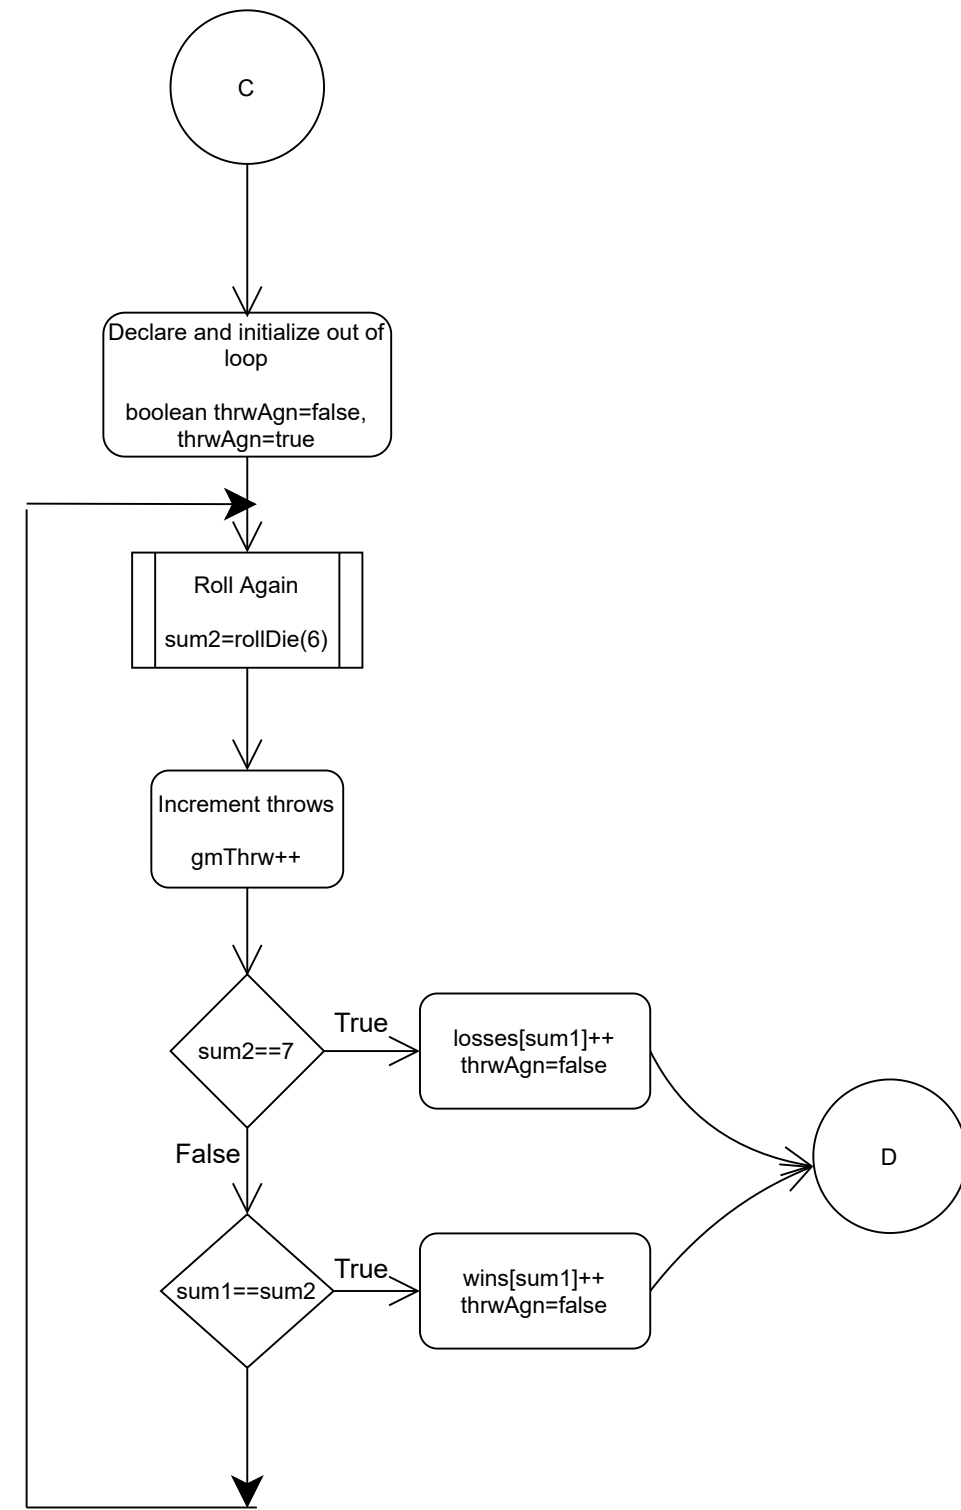 C
Declare and initialize out of
loop
boolean thrwAgn=false,
thrwAgn=true
Roll Again
sum2=rollDie(6)
Increment throws
gmThrw++
sum2==7
True
losses[sum1]++
thrwAgn=false
D
False
sum1==sum2
True
wins[sum1]++
thrwAgn=false